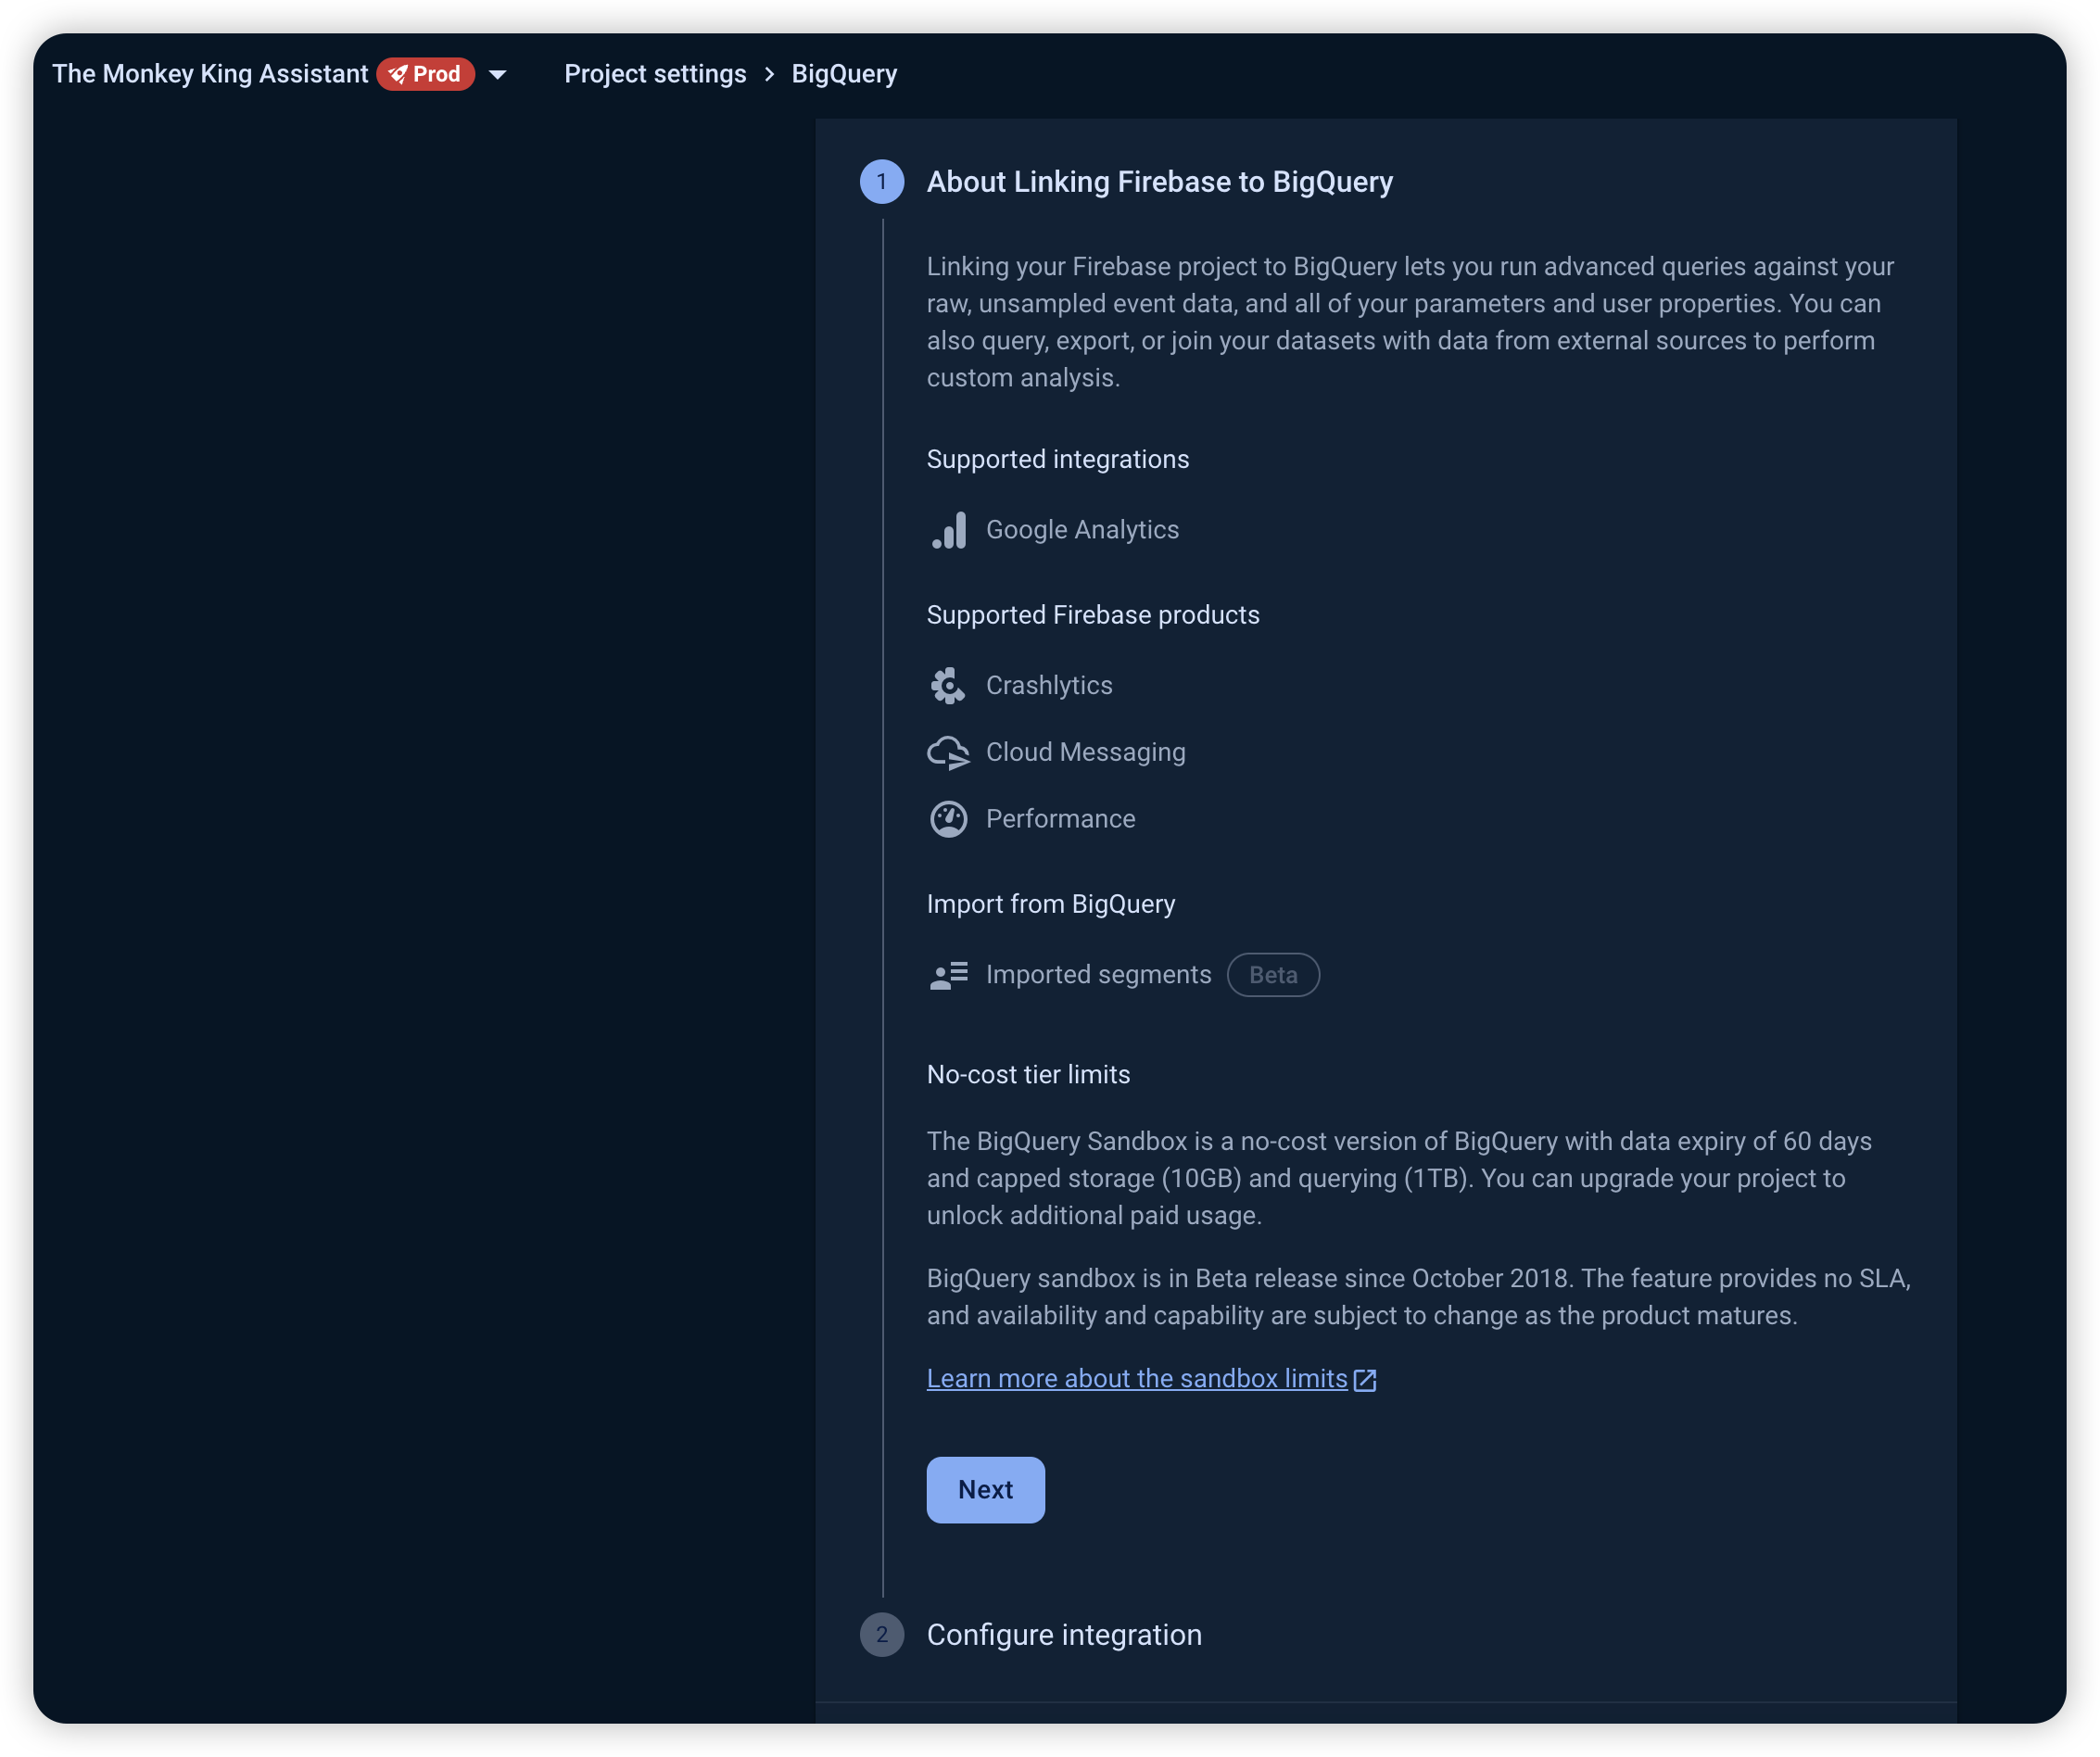 The Monkey King Assistant Prod Project settings > BigQuery
1 About Linking Firebase to BigQuery
Linking your Firebase project to BigQuery lets you run advanced queries against your
raw, unsampled event data, and all of your parameters and user properties. You can
also query, export, or join your datasets with data from external sources to perform
custom analysis.
Supported integrations
Google Analytics
Supported Firebase products
Crashlytics
Cloud Messaging
Performance
Import from BigQuery
Imported segments Beta
No-cost tier limits
The BigQuery Sandbox is a no-cost version of BigQuery with data expiry of 60 days
and capped storage (10GB) and querying (1TB). You can upgrade your project to
unlock additional paid usage.
BigQuery sandbox is in Beta release since October 2018. The feature provides no SLA,
and availability and capability are subject to change as the product matures.
Learn more about the sandbox limits
Next
2 Configure integration